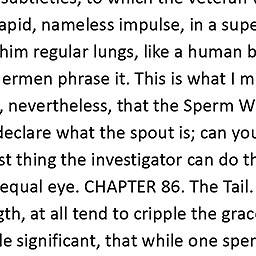 subtleties, to which the veteran
apid, nameless impulse, in a supe
him regular lungs, like a human b
ermen phrase it. This is what I m
, nevertheless, that the Sperm W
declare what the spout is; can you
st thing the investigator can do th
equal eye. CHAPTER 86. The Tail.
gth, at all tend to cripple the grac
le significant, that while one sper